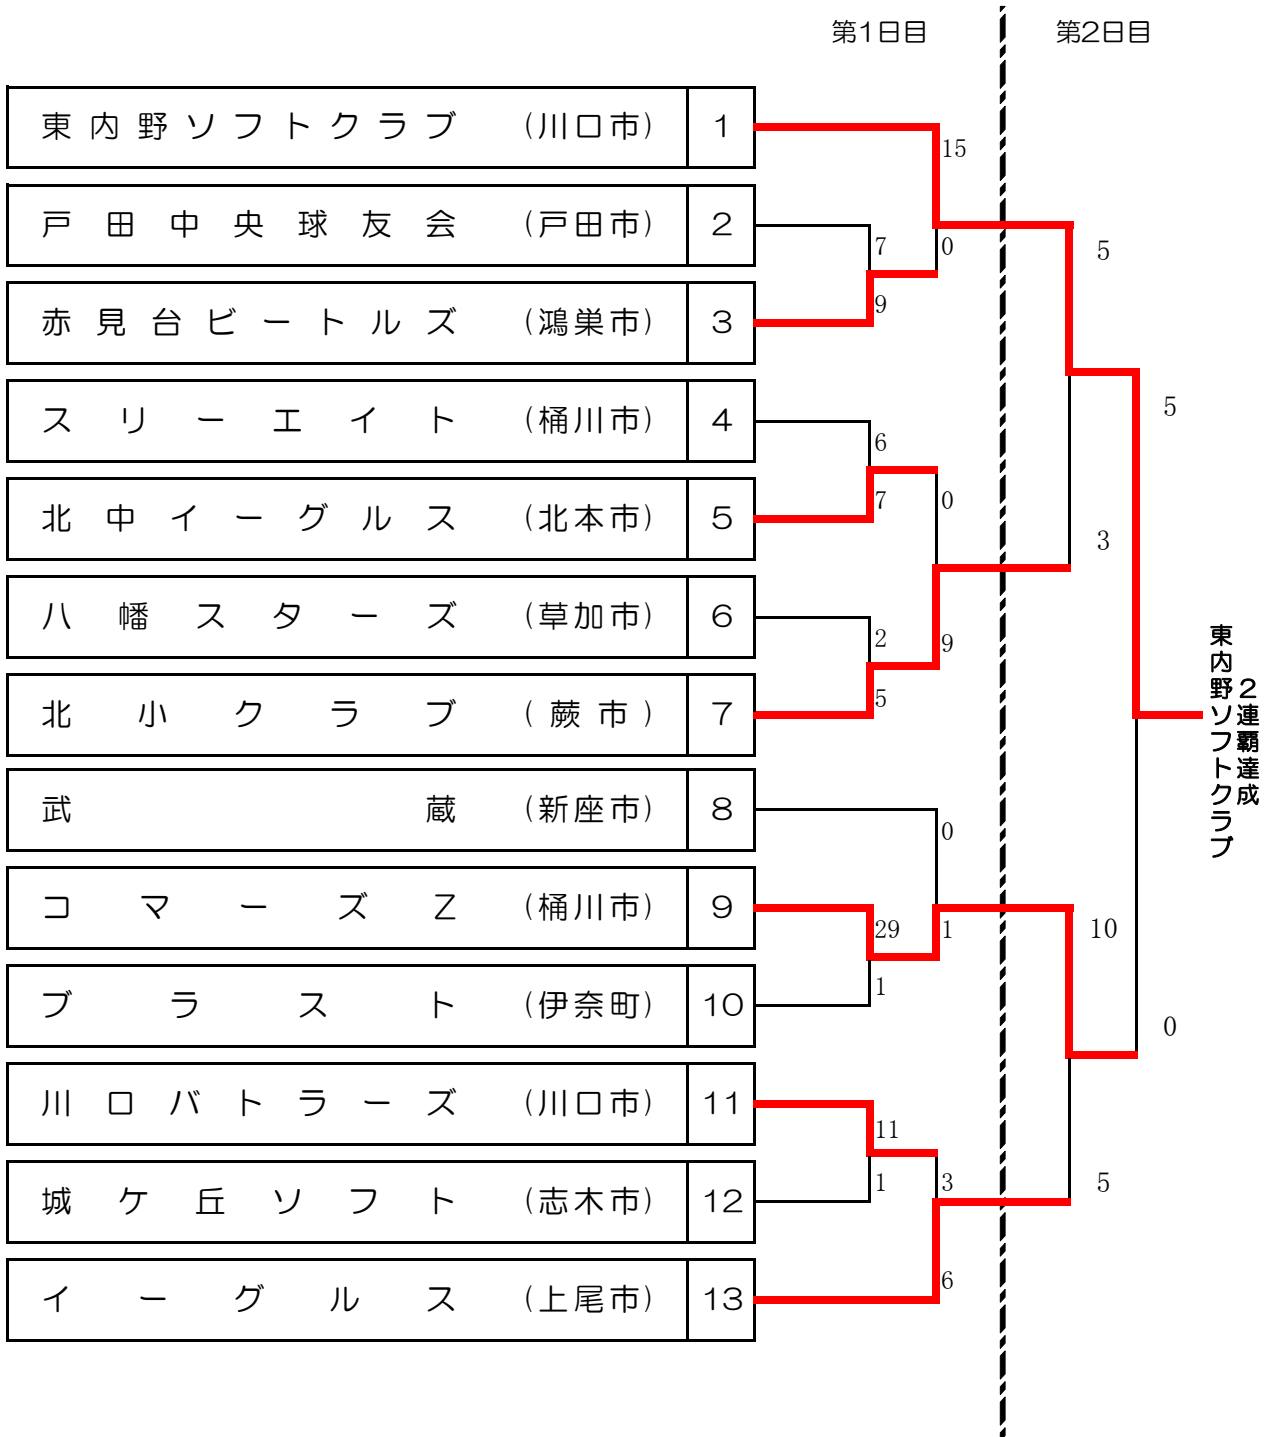 第1日目
第2日目
東内野ソフトクラブ (川口市) 1
15
戸田中央球友会 (戸田市) 2
7
0
5
赤見台ビートルズ (鴻巣市) 3
9
スリーエイト (桶川市) 4
6
5
北中イーグルス (北本市) 5
7
0
3
八幡スターズ (草加市) 6
2
9
北小クラブ (蕨市) 7
5
東内野ソフトクラブ
2連覇達成
武蔵 (新座市) 8
0
コマーズZ (桶川市) 9
29
1
10
ブラスト (伊奈町) 10
1
0
川口バトラーズ (川口市) 11
11
城ケ丘ソフト (志木市) 12
1
3
5
イーグルス (上尾市) 13
6